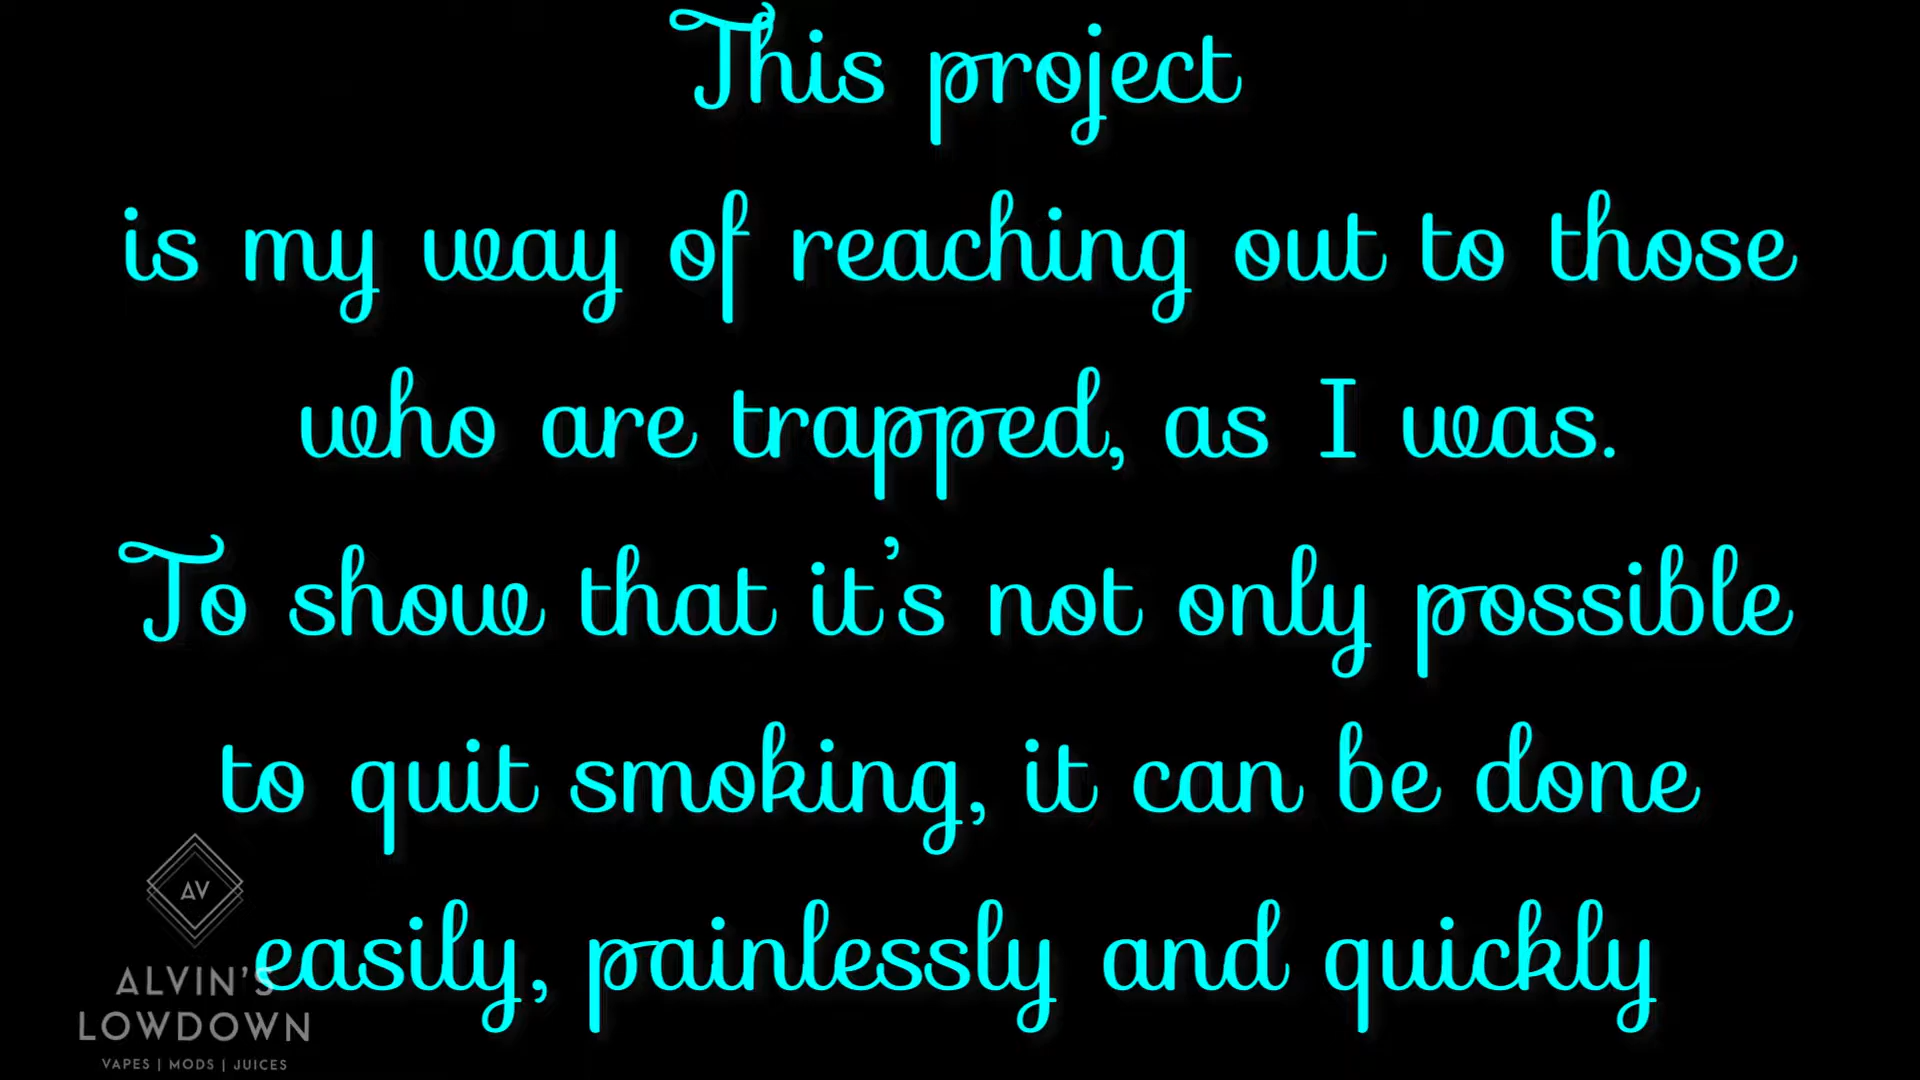 This project
is my way of reaching out to those
who are trapped, as I was.
To show that it's not only possible
to quit smoking, it can be done
easily, painlessly and quickly
AV
ALVIN'S
LOWDOWN
VAPES | MODS | JUICES